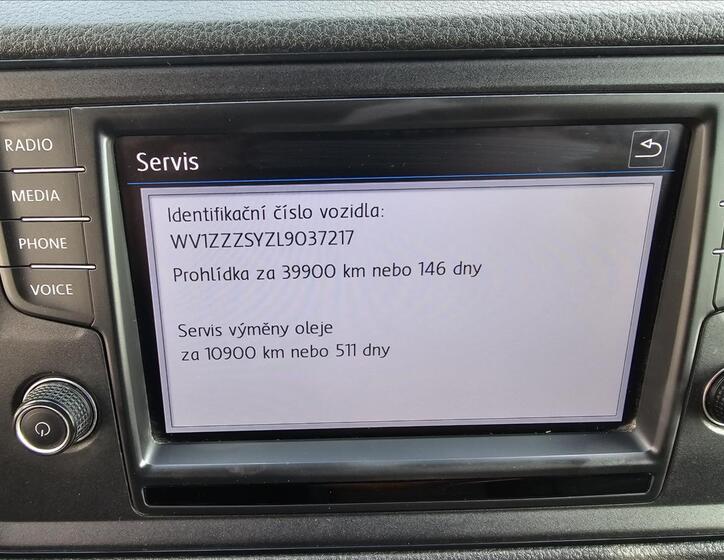 RADIO
MEDIA
PHONE
VOICE
Servis
Identifikační číslo vozidla:
WV1ZZZSYZL9037217
Prohlídka za 39900 km nebo 146 dny
Servis výměny oleje
za 10900 km nebo 511 dny